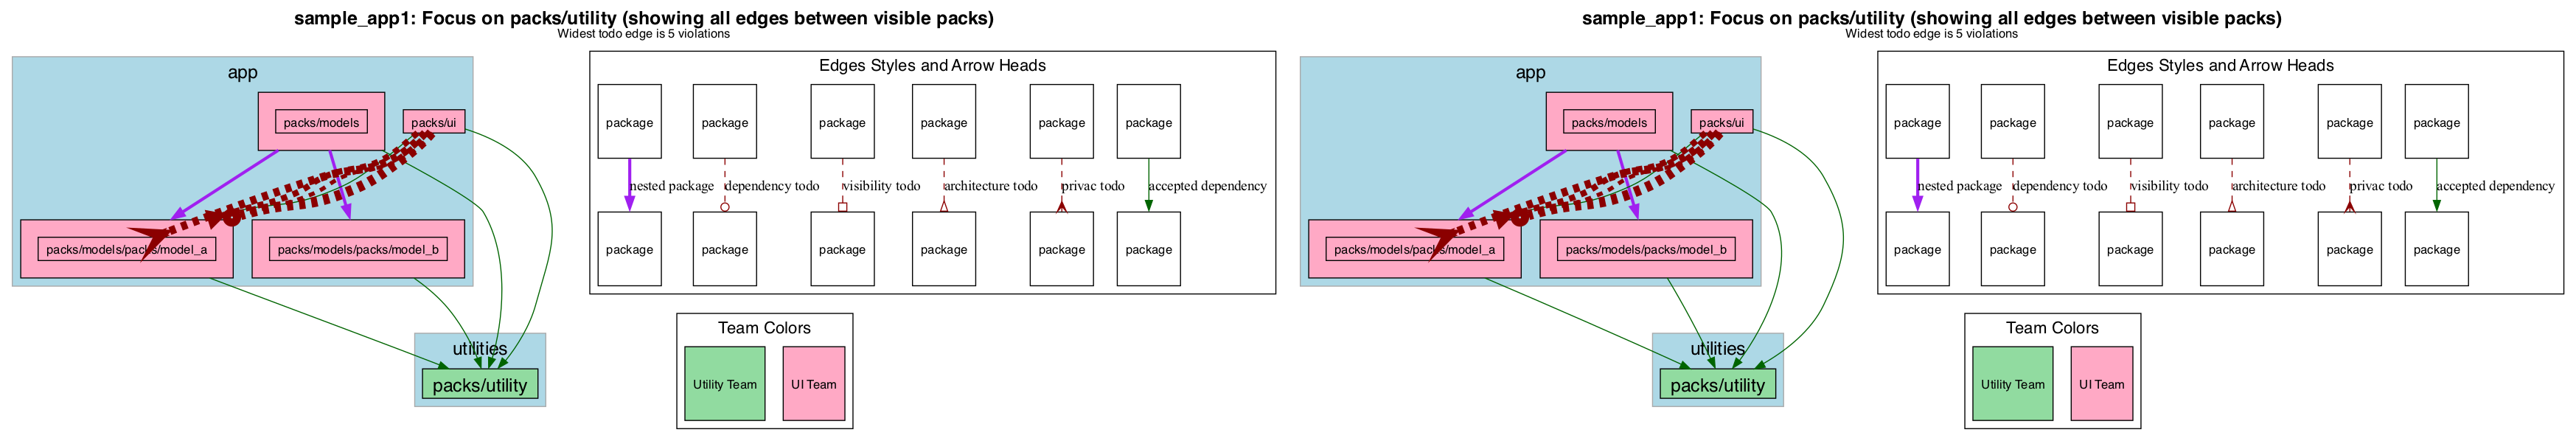 sample_app1: Focus on packs/utility (showing all edges between visible packs)
Widest todo edge is 5 violations
app
packs/models
packs/ui
packs/models/packs/model_a
packs/models/packs/model_b
utilities
packs/utility
Edges Styles and Arrow Heads
package package package package package package
nested package dependency todo visibility todo architecture todo privac todo accepted dependency
package package package package package package
Team Colors
Utility Team UI Team
sample_app1: Focus on packs/utility (showing all edges between visible packs)
Widest todo edge is 5 violations
app
packs/models
packs/ui
packs/models/packs/model_a
packs/models/packs/model_b
utilities
packs/utility
Edges Styles and Arrow Heads
package package package package package package
nested package dependency todo visibility todo architecture todo privac todo accepted dependency
package package package package package package
Team Colors
Utility Team UI Team